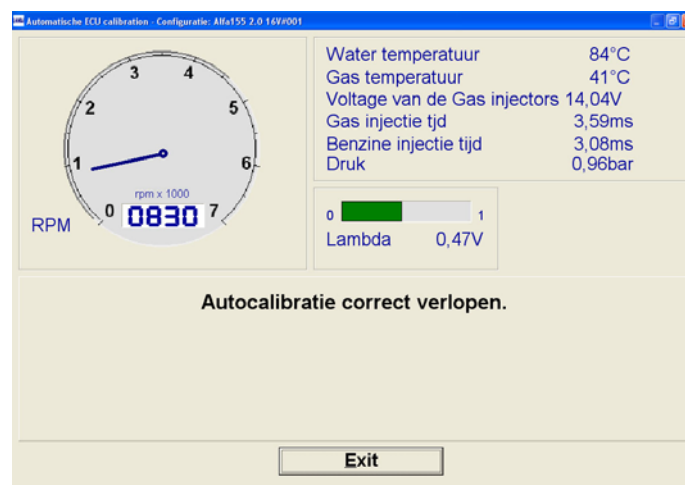 Automatische ECU calibration - Configuratie: Alfa155 2.0 16V#001
0 1 2 3 4 5 6 7
rpm x 1000
0830
RPM
Water temperatuur 84°C
Gas temperatuur 41°C
Voltage van de Gas injectors 14,04V
Gas injectie tjd 3,59ms
Benzine injectie tijd 3,08ms
Druk 0,96bar
0 1
Lambda 0,47V
Autocalibratie correct verlopen.
Exit